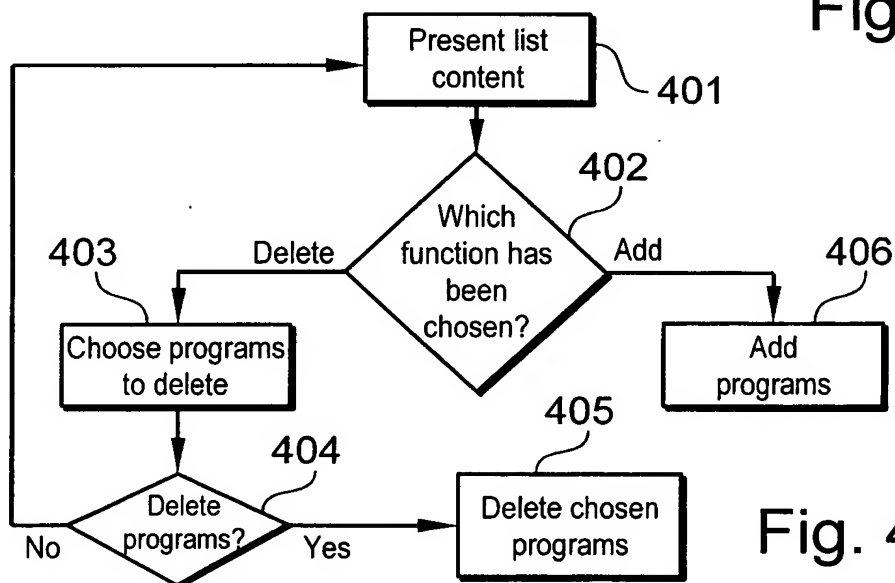 Fig
Present list
content
401
402
Which
function has
been
chosen?
Delete
Add
403
406
Choose programs
to delete
Add
programs
404
405
Delete
programs?
No
Yes
Delete chosen
programs
Fig. 4